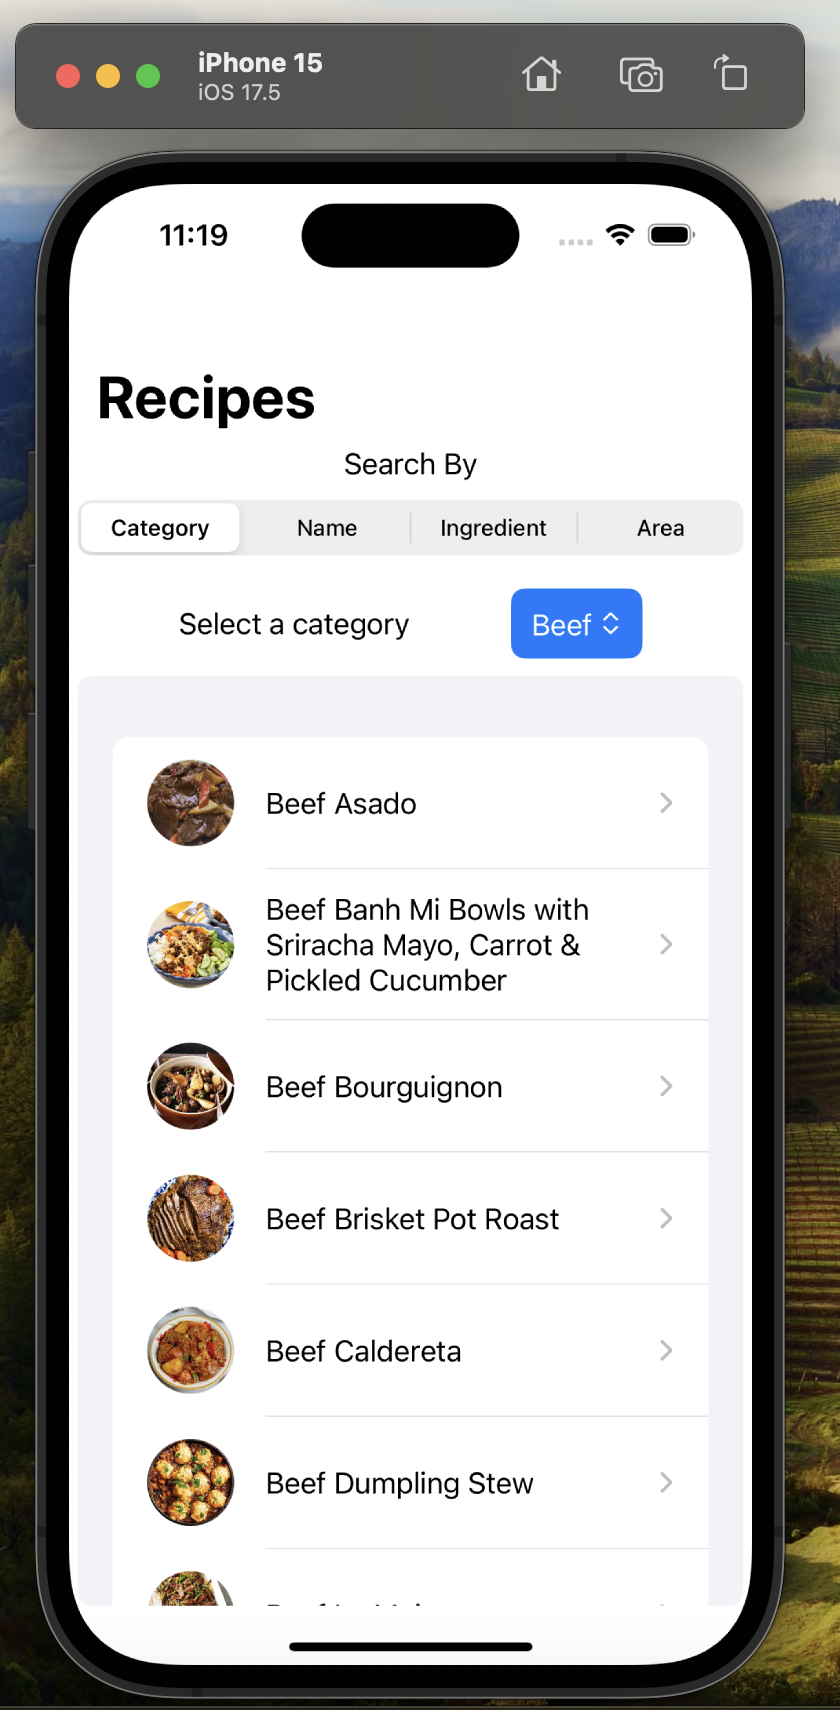 iPhone 15
iOS 17.5
11:19
Recipes
Search By
Category
Name
Ingredient
Area
Select a category
Beef
Beef Asado
Beef Banh Mi Bowls with
Sriracha Mayo, Carrot &
Pickled Cucumber
Beef Bourguignon
Beef Brisket Pot Roast
Beef Caldereta
Beef Dumpling Stew